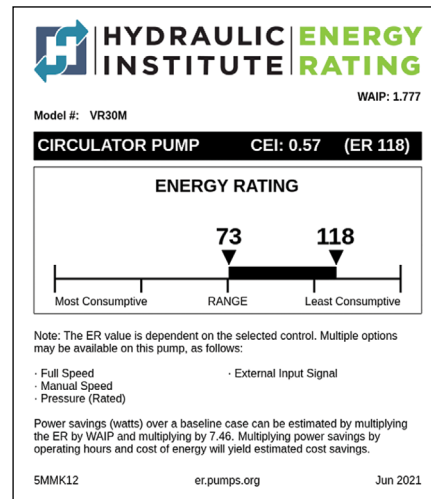 HYDRAULIC ENERGY
INSTITUTE RATING
WAIP: 1.777
Model #: VR30M
CIRCULATOR PUMP CEI: 0.57 (ER 118)
ENERGY RATING
73 118
Most Consumptive RANGE Least Consumptive
Note: The ER value is dependent on the selected control. Multiple options
may be available on this pump, as follows:
· Full Speed · External Input Signal
· Manual Speed
· Pressure (Rated)
Power savings (watts) over a baseline case can be estimated by multiplying
the ER by WAIP and multiplying by 7.46. Multiplying power savings by
operating hours and cost of energy will yield estimated cost savings.
5MMK12 er.pumps.org Jun 2021